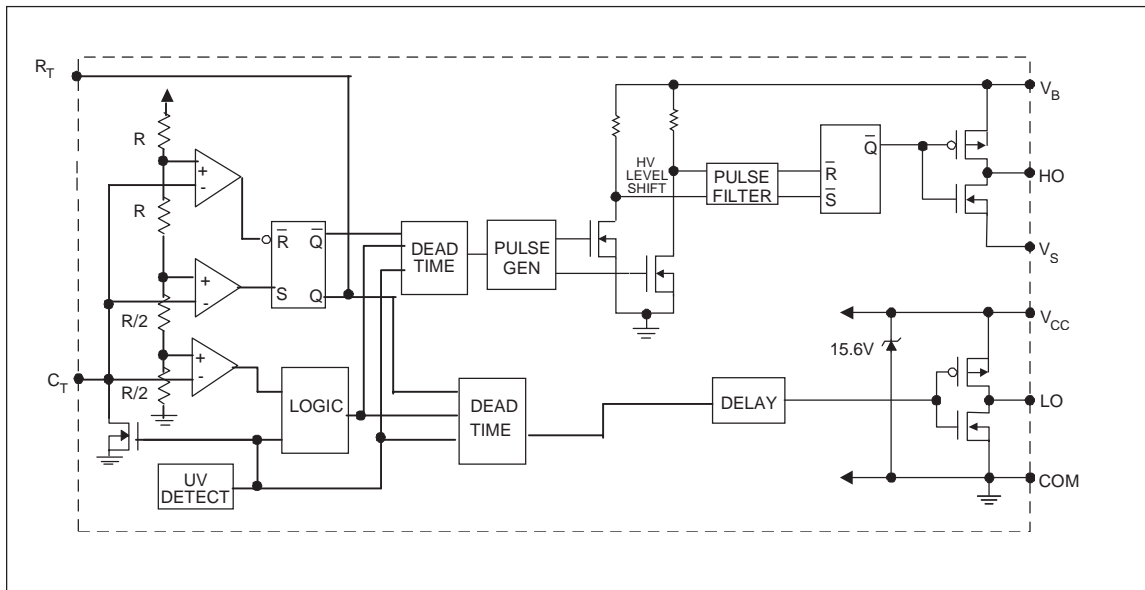 R_T
V_B
R
+
-
HV
LEVEL
SHIFT
PULSE
FILTER
R̅
S̅
Q̅
HO
R
R̅
Q̅
S
Q
DEAD
TIME
PULSE
GEN
V_S
+
-
R/2
V_CC
15.6V
+
-
C_T
R/2
LOGIC
DEAD
TIME
DELAY
LO
UV
DETECT
COM